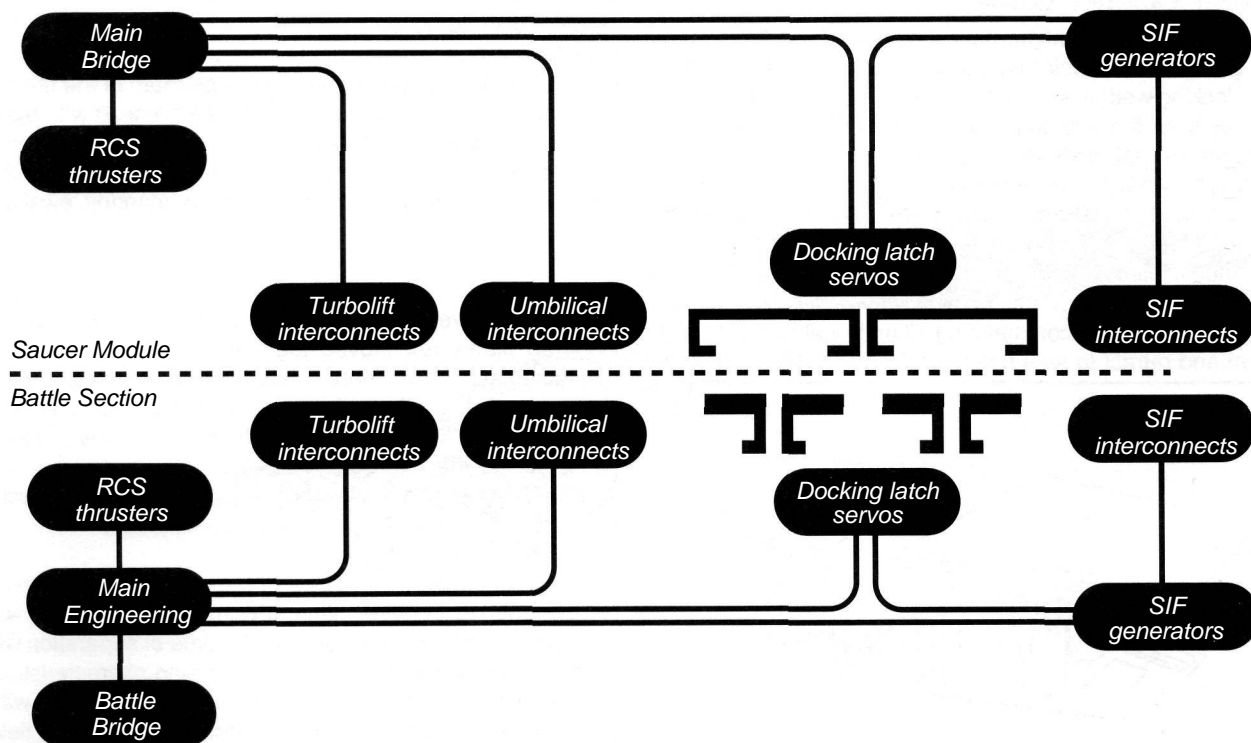 Main
Bridge
SIF
generators
RCS
thrusters
Docking latch
servos
Turbolift
interconnects
Umbilical
interconnects
SIF
interconnects
Saucer Module
Battle Section
Turbolift
interconnects
Umbilical
interconnects
SIF
interconnects
RCS
thrusters
Docking latch
servos
Main
Engineering
SIF
generators
Battle
Bridge